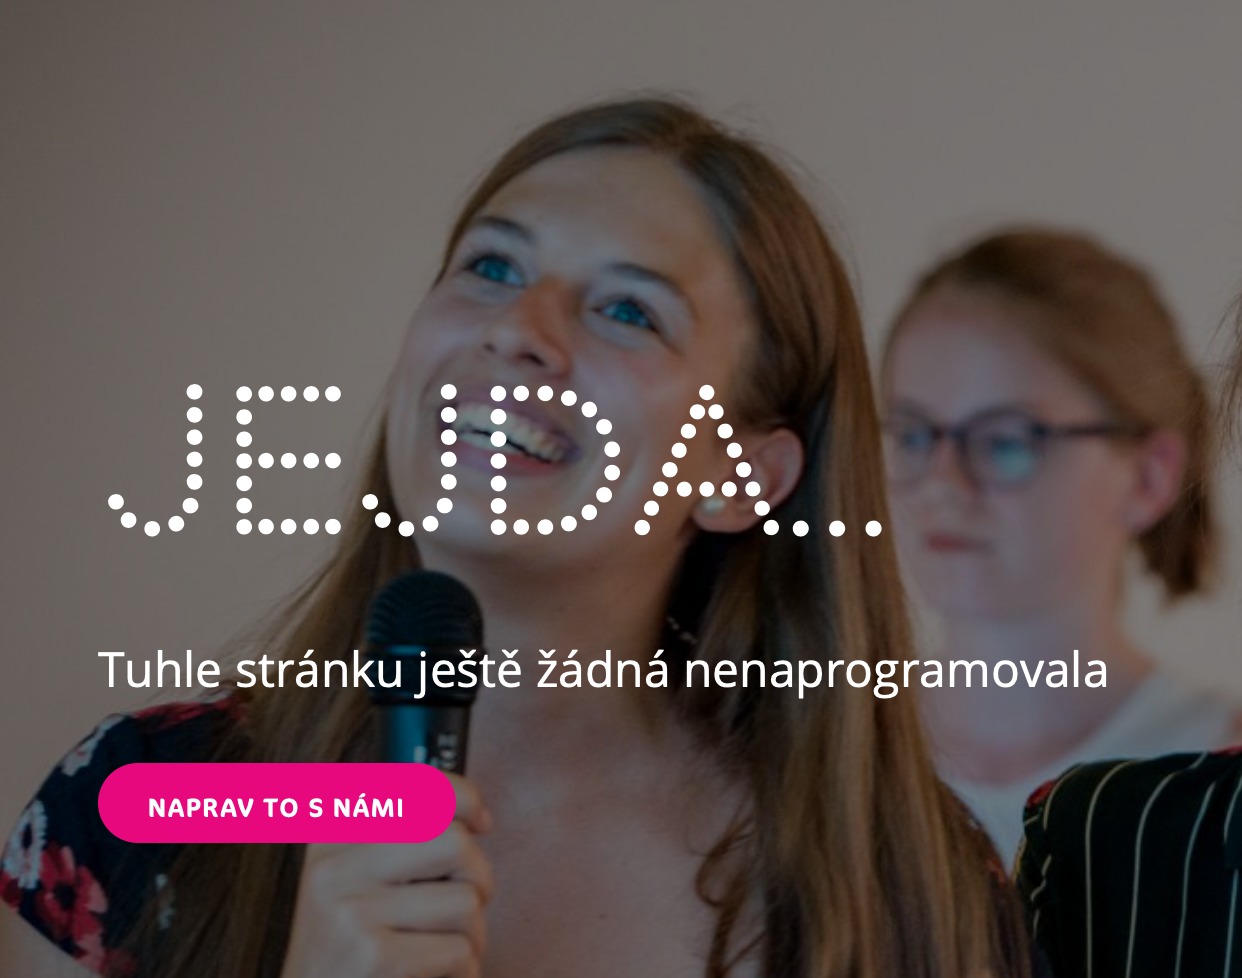 JEJDA...
Tuhle stránku ještě žádná nenaprogramovala
NAPRAV TO S NÁMI